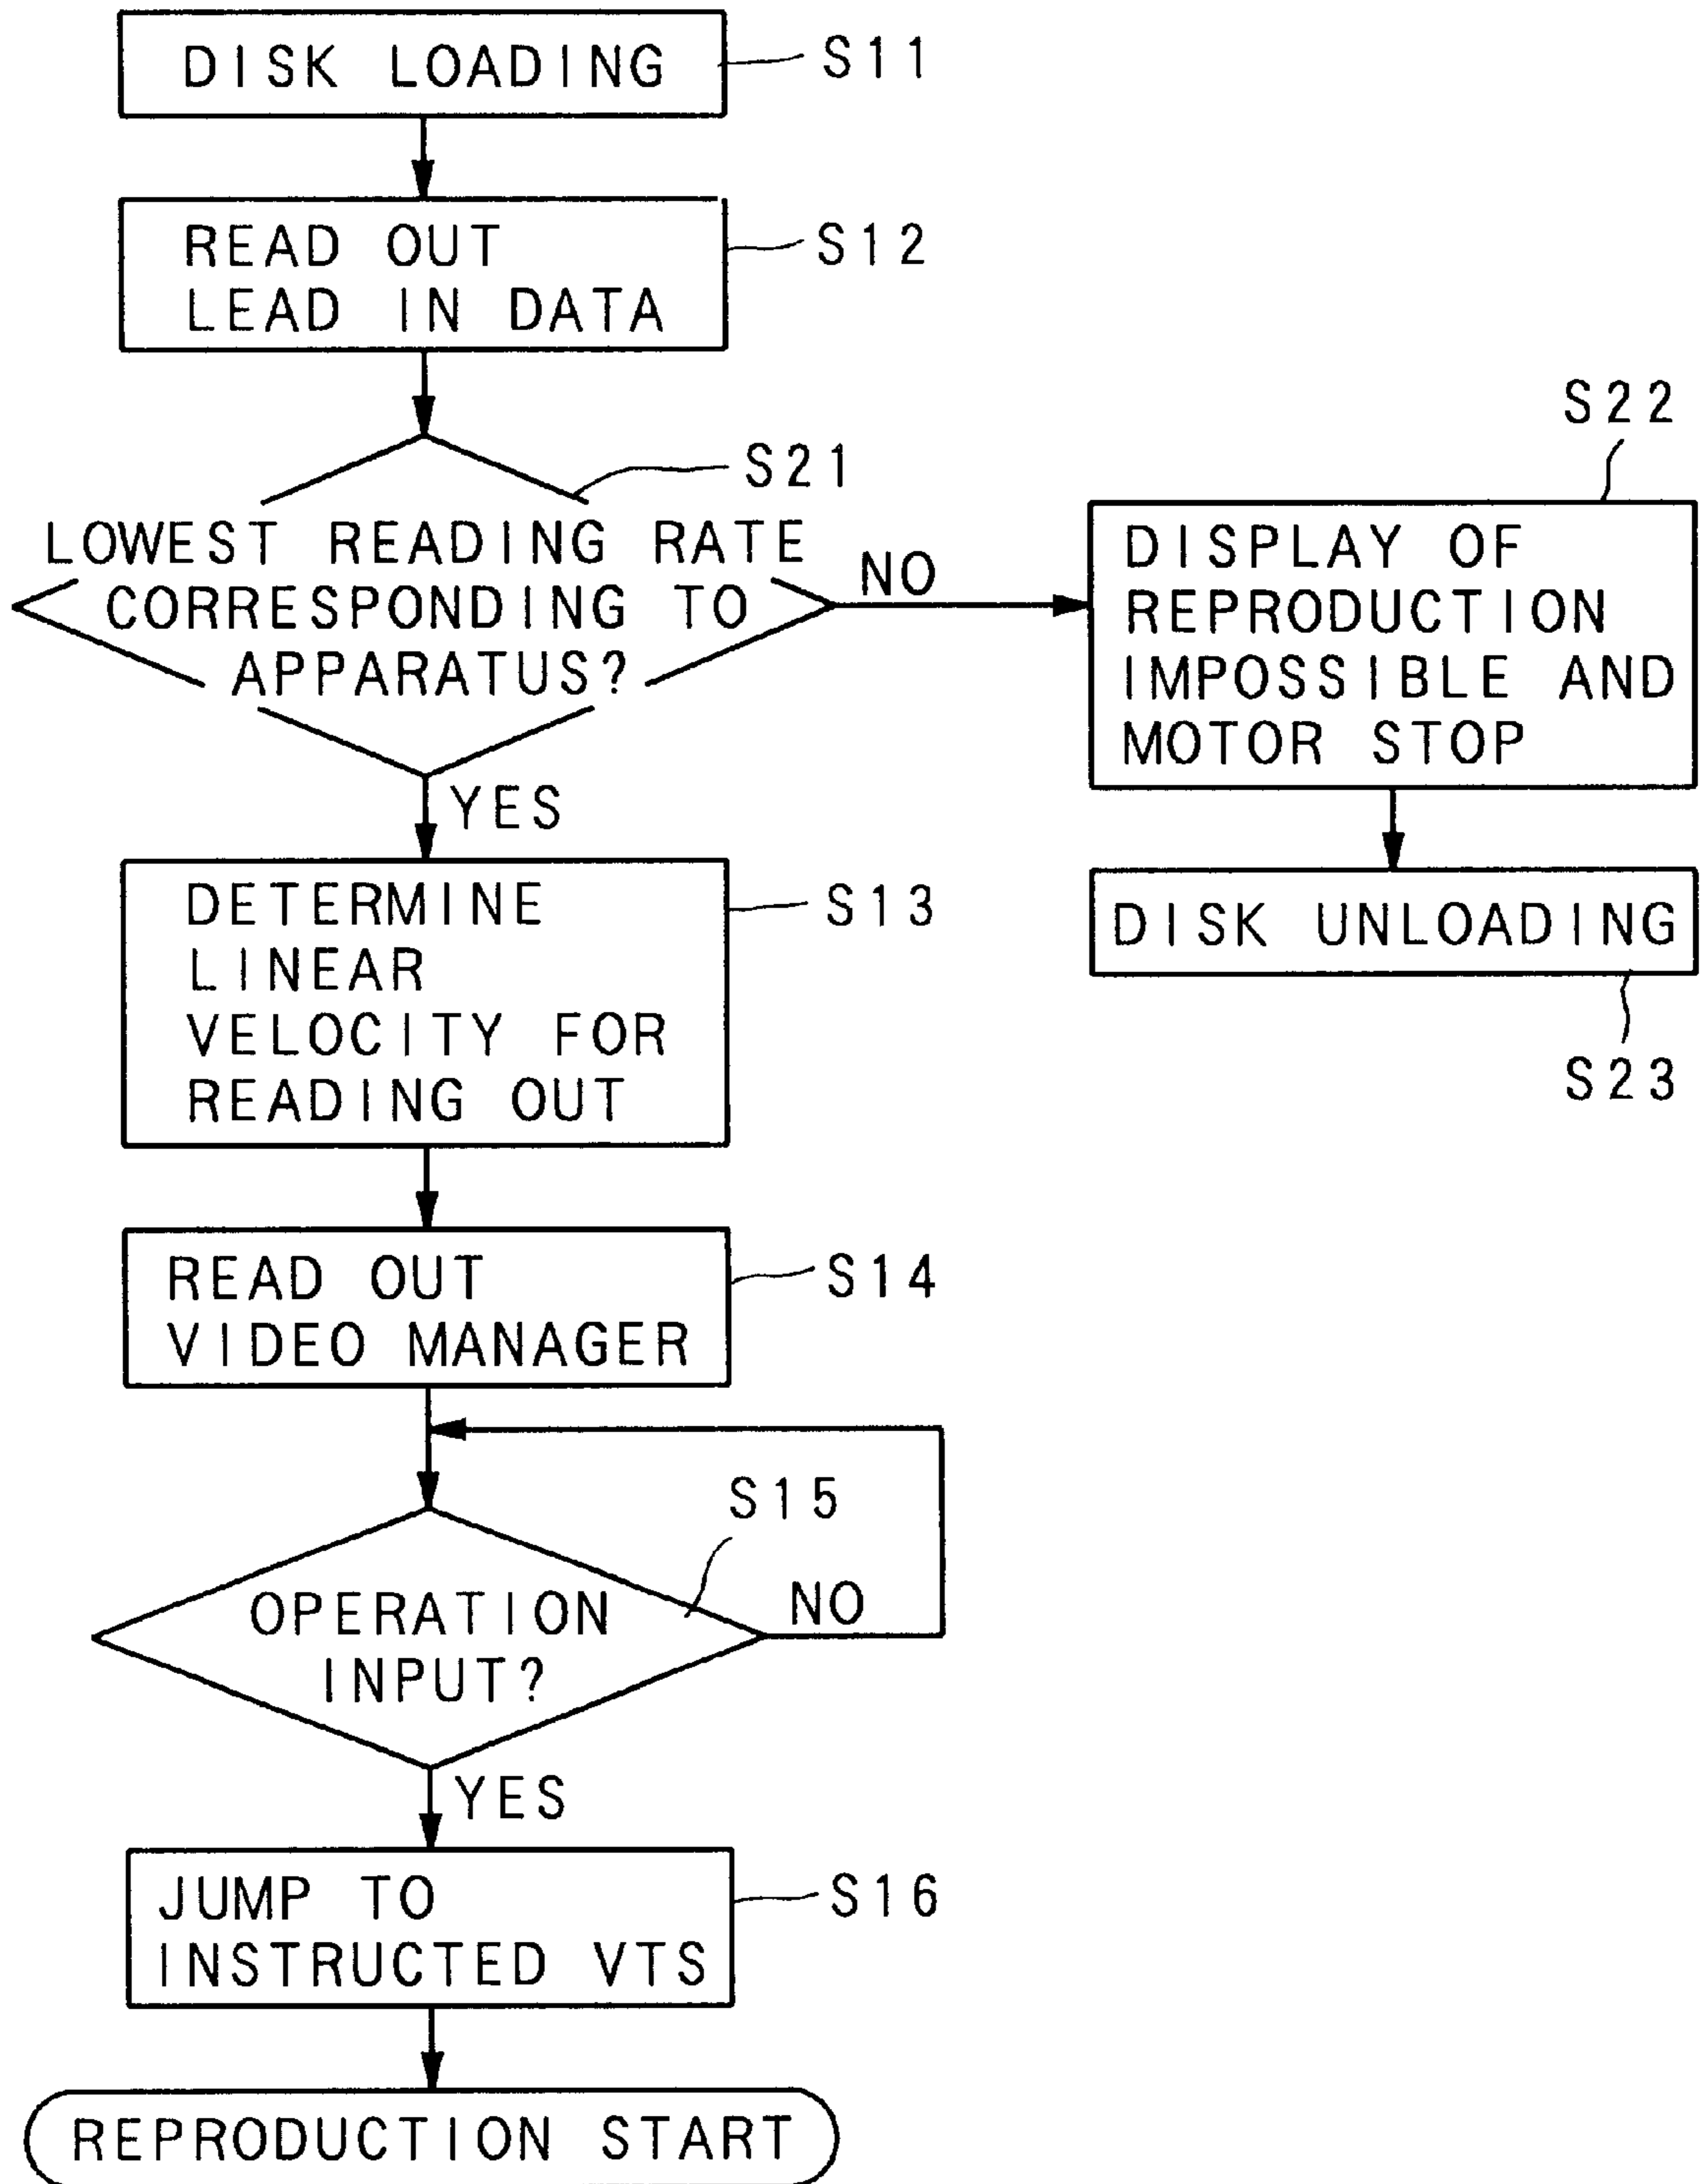 DISK LOADING
S11
READ OUT
LEAD IN DATA
S12
S21
LOWEST READING RATE
CORRESPONDING TO
APPARATUS?
NO
YES
S22
DISPLAY OF
REPRODUCTION
IMPOSSIBLE AND
MOTOR STOP
DISK UNLOADING
S23
DETERMINE
LINEAR
VELOCITY FOR
READING OUT
S13
READ OUT
VIDEO MANAGER
S14
S15
OPERATION
INPUT?
NO
YES
JUMP TO
INSTRUCTED VTS
S16
REPRODUCTION START